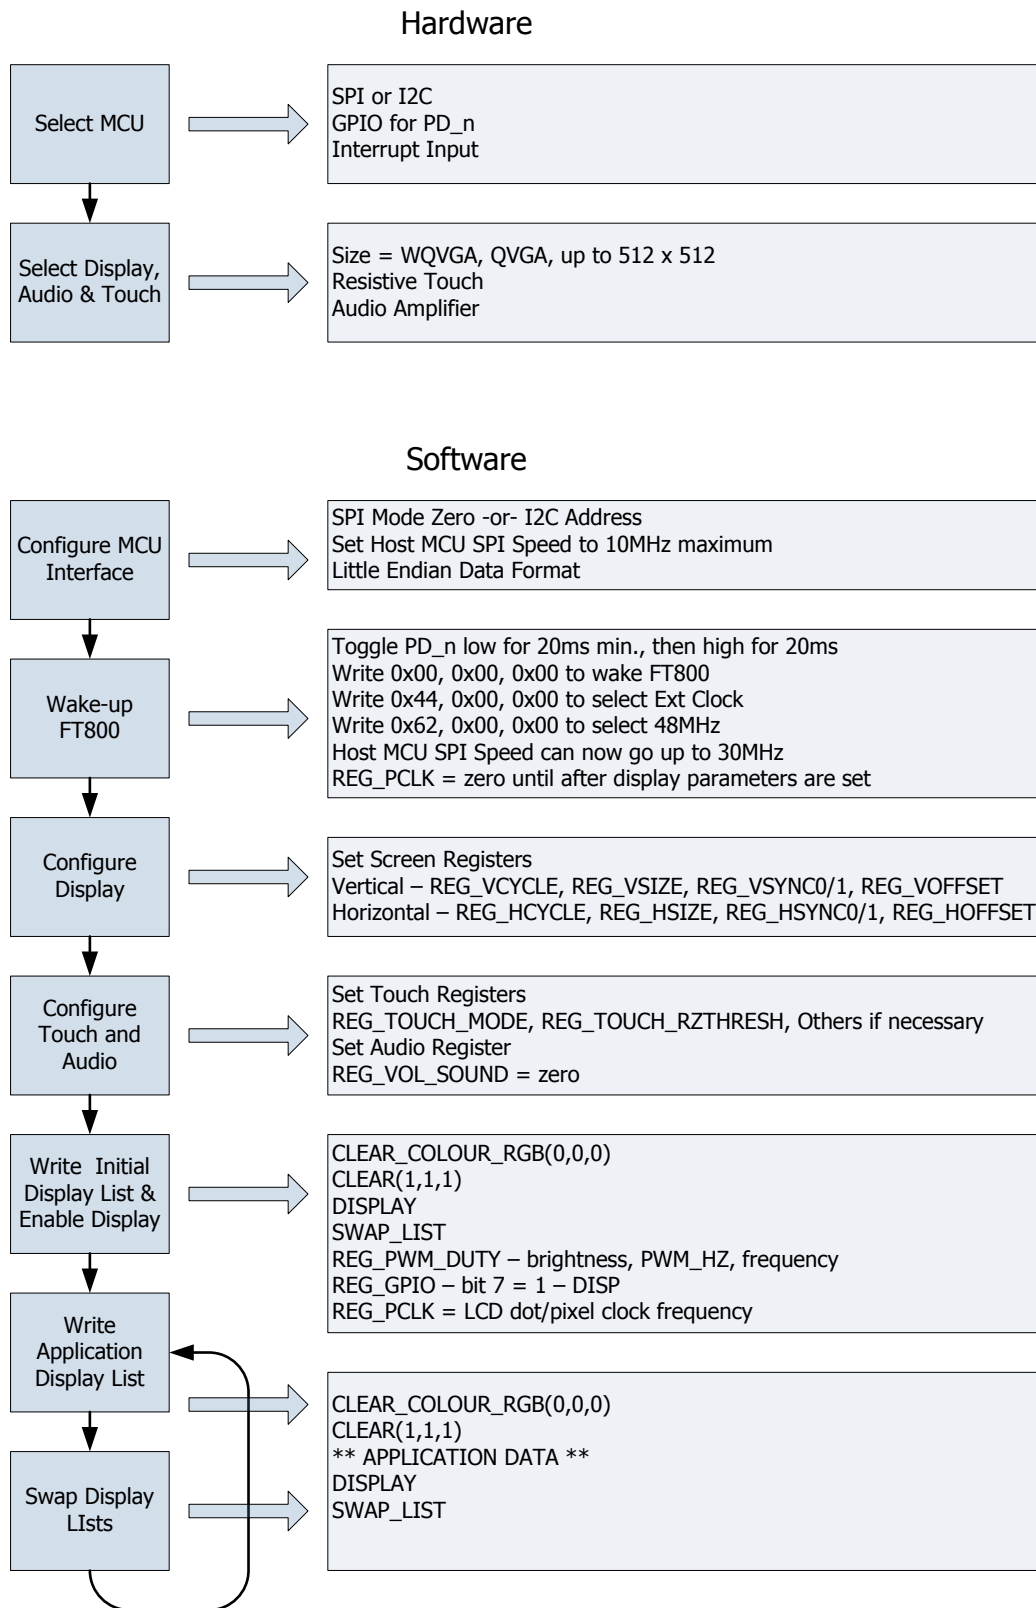 Hardware
Select MCU
SPI or I2C
GPIO for PD_n
Interrupt Input
Select Display,
Audio & Touch
Size = WQVGA, QVGA, up to 512 x 512
Resistive Touch
Audio Amplifier
Software
Configure MCU
Interface
SPI Mode Zero -or- I2C Address
Set Host MCU SPI Speed to 10MHz maximum
Little Endian Data Format
Wake-up
FT800
Toggle PD_n low for 20ms min., then high for 20ms
Write 0x00, 0x00, 0x00 to wake FT800
Write 0x44, 0x00, 0x00 to select Ext Clock
Write 0x62, 0x00, 0x00 to select 48MHz
Host MCU SPI Speed can now go up to 30MHz
REG_PCLK = zero until after display parameters are set
Configure
Display
Set Screen Registers
Vertical – REG_VCYCLE, REG_VSIZE, REG_VSYNC0/1, REG_VOFFSET
Horizontal – REG_HCYCLE, REG_HSIZE, REG_HSYNC0/1, REG_HOFFSET
Configure
Touch and
Audio
Set Touch Registers
REG_TOUCH_MODE, REG_TOUCH_RZTHRESH, Others if necessary
Set Audio Register
REG_VOL_SOUND = zero
Write Initial
Display List &
Enable Display
CLEAR_COLOUR_RGB(0,0,0)
CLEAR(1,1,1)
DISPLAY
SWAP_LIST
REG_PWM_DUTY – brightness, PWM_HZ, frequency
REG_GPIO – bit 7 = 1 – DISP
REG_PCLK = LCD dot/pixel clock frequency
Write
Application
Display List
Swap Display
LIsts
CLEAR_COLOUR_RGB(0,0,0)
CLEAR(1,1,1)
** APPLICATION DATA **
DISPLAY
SWAP_LIST